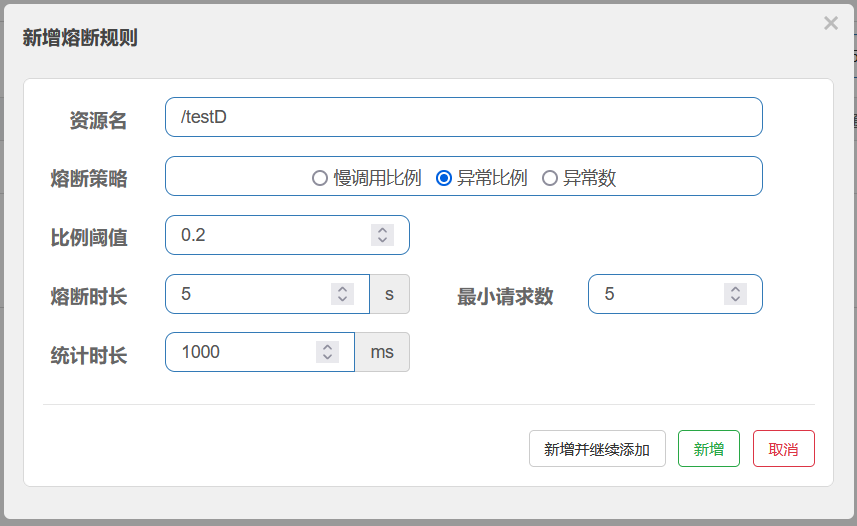 新增熔断规则
×
资源名 /testD
熔断策略 慢调用比例 异常比例 异常数
比例阈值 0.2
熔断时长 5 s 最小请求数 5
统计时长 1000 ms
新增并继续添加 新增 取消